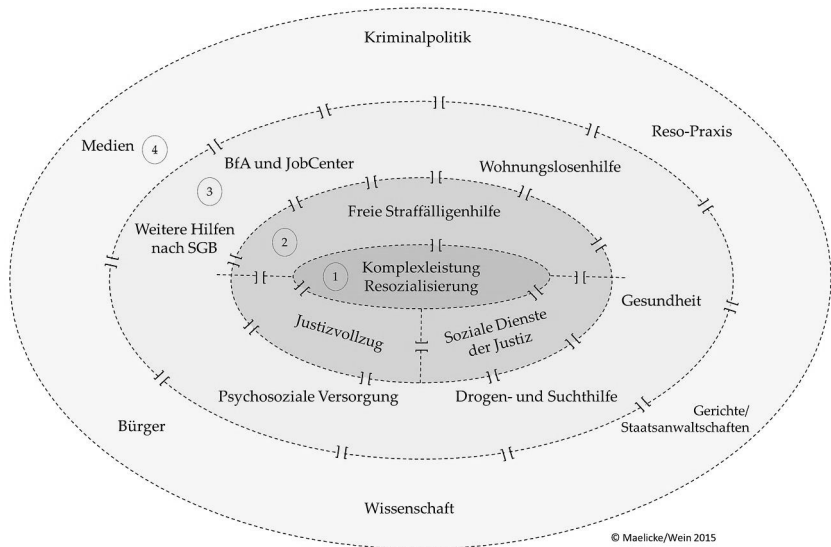 Kriminalpolitik
Reso-Praxis
Medien
4
BfA und JobCenter
Wohnungslosenhilfe
3
Freie Straffälligenhilfe
Weitere Hilfen
nach SGB
2
1
Komplexleistung
Resozialisierung
Gesundheit
Justizvollzug
Soziale Dienste
der Justiz
Psychosoziale Versorgung
Drogen- und Suchthilfe
Bürger
Gerichte/
Staatsanwaltschaften
Wissenschaft
© Maelicke/Wein 2015